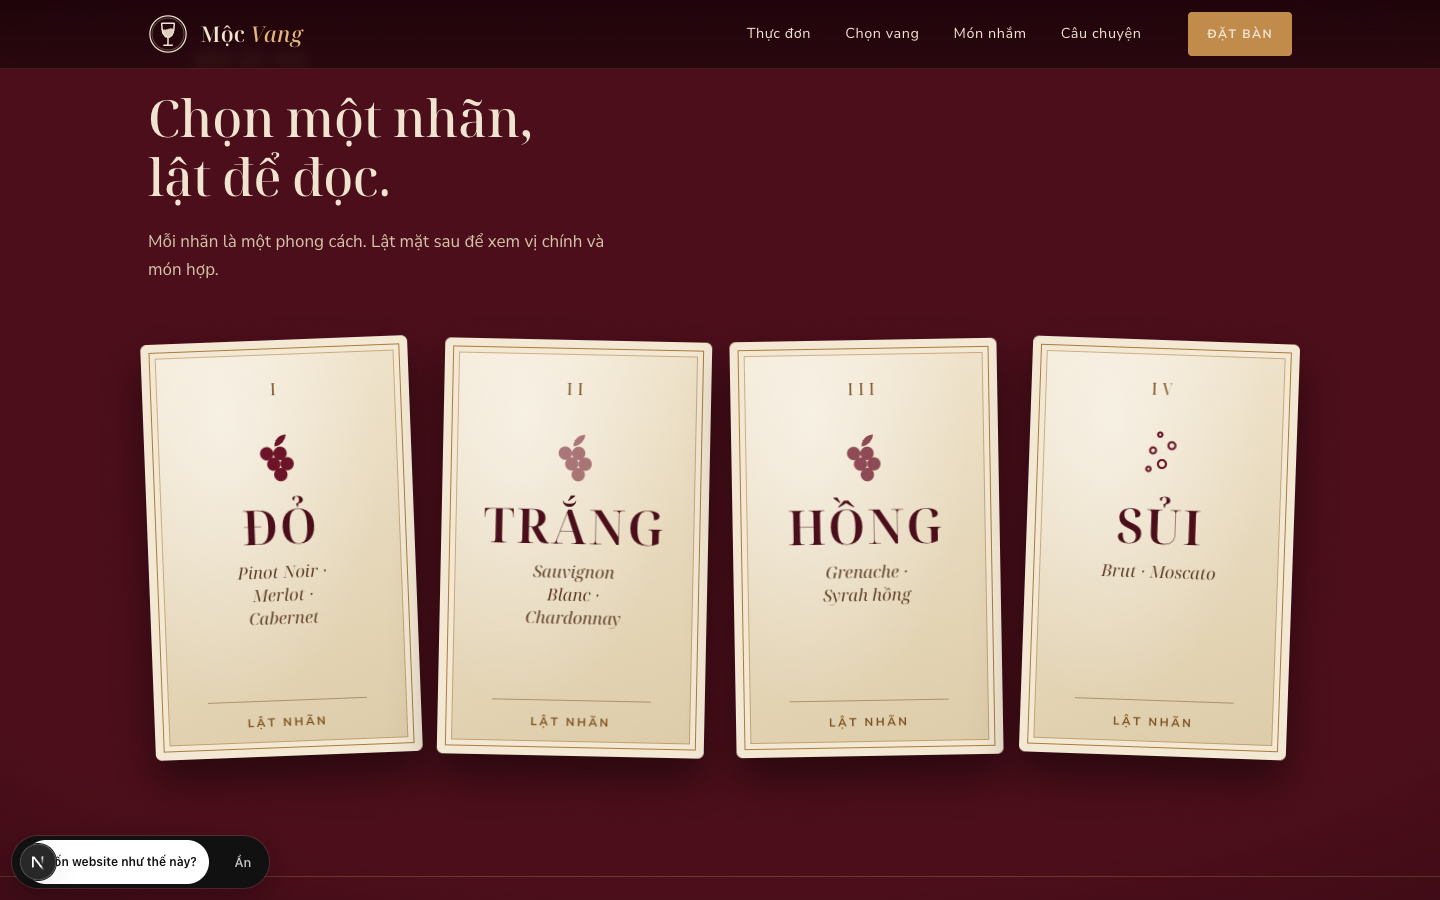 Mộc Vang
Thực đơn
Chọn vang
Món nhắm
Câu chuyện
ĐẶT BÀN
Chọn một nhãn,
lật để đọc.
Mỗi nhãn là một phong cách. Lật mặt sau để xem vị chính và
món hợp.
I
ĐỎ
Pinot Noir ·
Merlot ·
Cabernet
LẬT NHÃN
II
TRẮNG
Sauvignon
Blanc ·
Chardonnay
LẬT NHÃN
III
HỒNG
Grenache ·
Syrah hồng
LẬT NHÃN
IV
SỦI
Brut · Moscato
LẬT NHÃN
website như thế này?
Ẩn